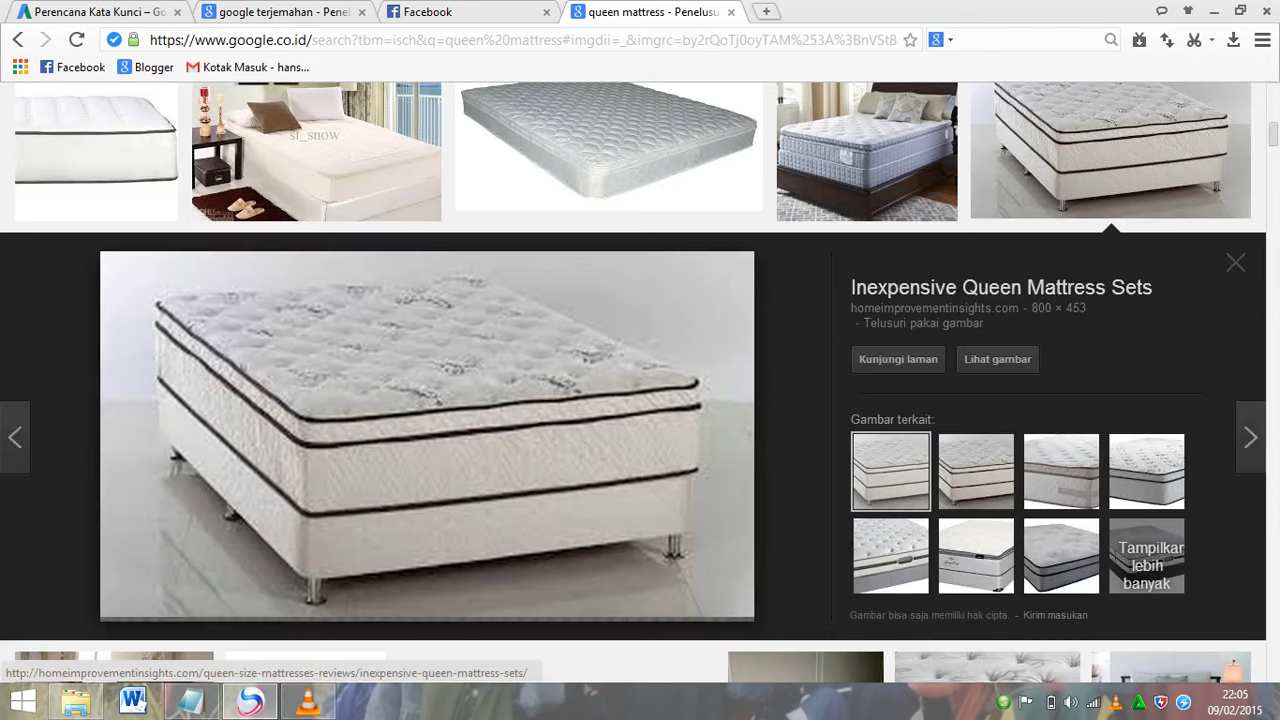 Perencana Kata Kunci – Go
google terjemahan - Penel
Facebook
queen mattress - Penelusu
https://www.google.co.id/search?tbm=isch&q=queen%20mattress#imgdii=_&imgrc=by2rQoTj0oyTAM%253A%3BnVSt8
Facebook
Blogger
Kotak Masuk - hans...
sf_snow
Inexpensive Queen Mattress Sets
homeimprovementinsights.com - 800 × 453
- Telusuri pakai gambar
Kunjungi laman
Lihat gambar
Gambar terkait:
Tampilkan
lebih
banyak
Gambar bisa saja memiliki hak cipta. - Kirim masukan
http://homeimprovementinsights.com/queen-size-mattresses-reviews/inexpensive-queen-mattress-sets/
22:05
09/02/2015